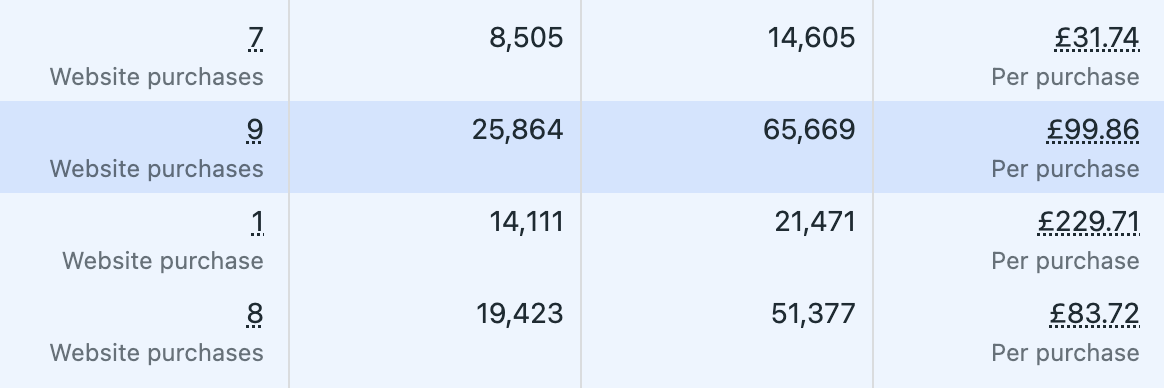 7 8,505 14,605 £31.74
Website purchases Per purchase
9 25,864 65,669 £99.86
Website purchases Per purchase
1 14,111 21,471 £229.71
Website purchase Per purchase
8 19,423 51,377 £83.72
Website purchases Per purchase